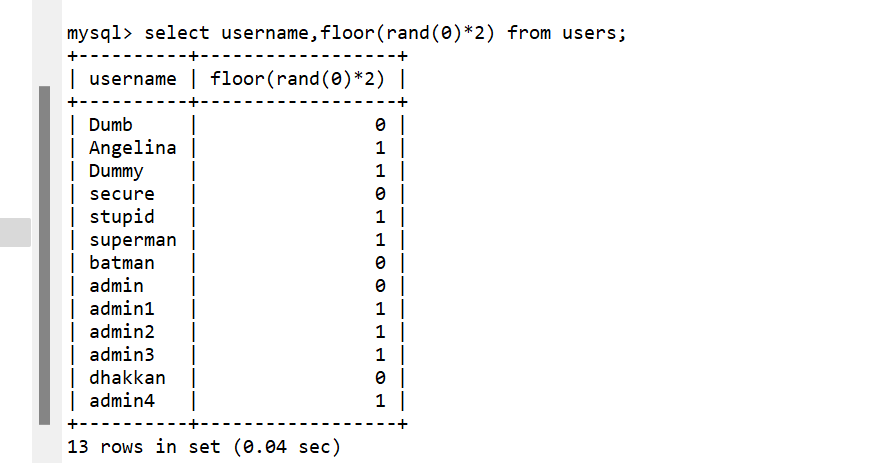 mysql> select username,floor(rand(0)*2) from users;
+----------+------------------+
| username | floor(rand(0)*2) |
+----------+------------------+
| Dumb     |                0 |
| Angelina |                1 |
| Dummy    |                1 |
| secure   |                0 |
| stupid   |                1 |
| superman |                1 |
| batman   |                0 |
| admin    |                0 |
| admin1   |                1 |
| admin2   |                1 |
| admin3   |                1 |
| dhakkan  |                0 |
| admin4   |                1 |
+----------+------------------+
13 rows in set (0.04 sec)